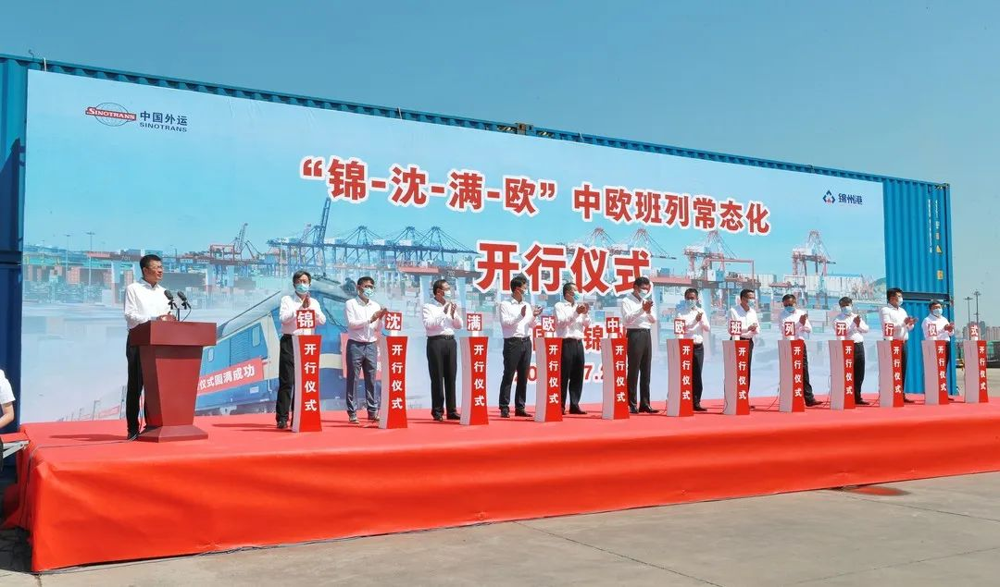 SINOTRANS
中国外运
SINOTRANS
锦州港
“锦-沈-满-欧”中欧班列常态化
开行仪式
仪式圆满成功
锦
沈
满
欧
中
欧
班
列
开
行
仪
式
开行仪式
开行仪式
开行仪式
开行仪式
开行仪式
开行仪式
开行仪式
开行仪式
开行仪式
开行仪式
开行仪式
开行仪式